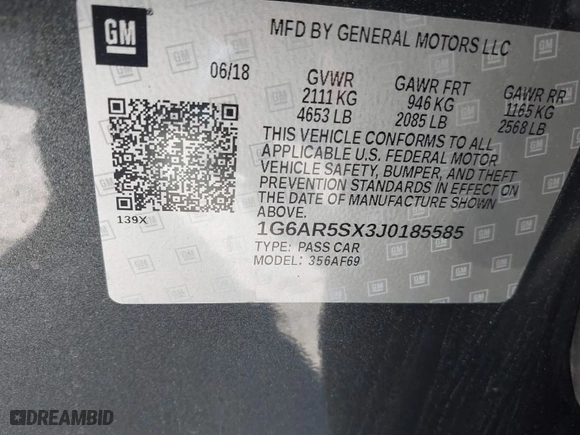 GM
MFD BY GENERAL MOTORS LLC
06/18 GVWR GAWR FRT GAWR RR
2111 KG 946 KG 1165 KG
4653 LB 2085 LB 2568 LB
THIS VEHICLE CONFORMS TO ALL
APPLICABLE U.S. FEDERAL MOTOR
VEHICLE SAFETY, BUMPER, AND THEFT
PREVENTION STANDARDS IN EFFECT ON
THE DATE OF MANUFACTURE SHOWN
ABOVE.
139X
1G6AR5SX3J0185585
TYPE: PASS CAR
MODEL: 356AF69
DREAMBID